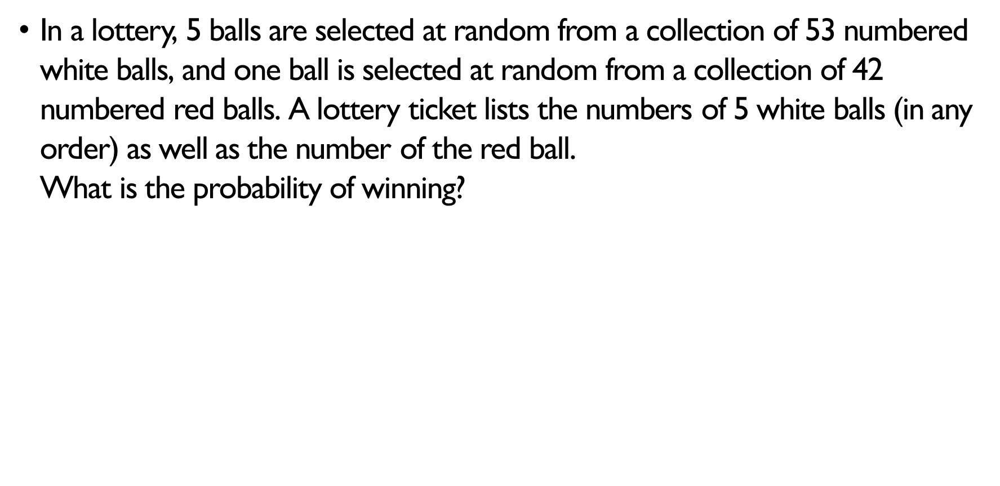 • In a lottery, 5 balls are selected at random from a collection of 53 numbered
white balls, and one ball is selected at random from a collection of 42
numbered red balls. A lottery ticket lists the numbers of 5 white balls (in any
order) as well as the number of the red ball.
What is the probability of winning?